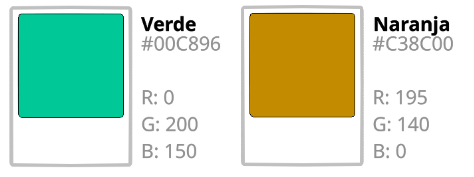 Verde
#00C896
R: 0
G: 200
B: 150
Naranja
#C38C00
R: 195
G: 140
B: 0